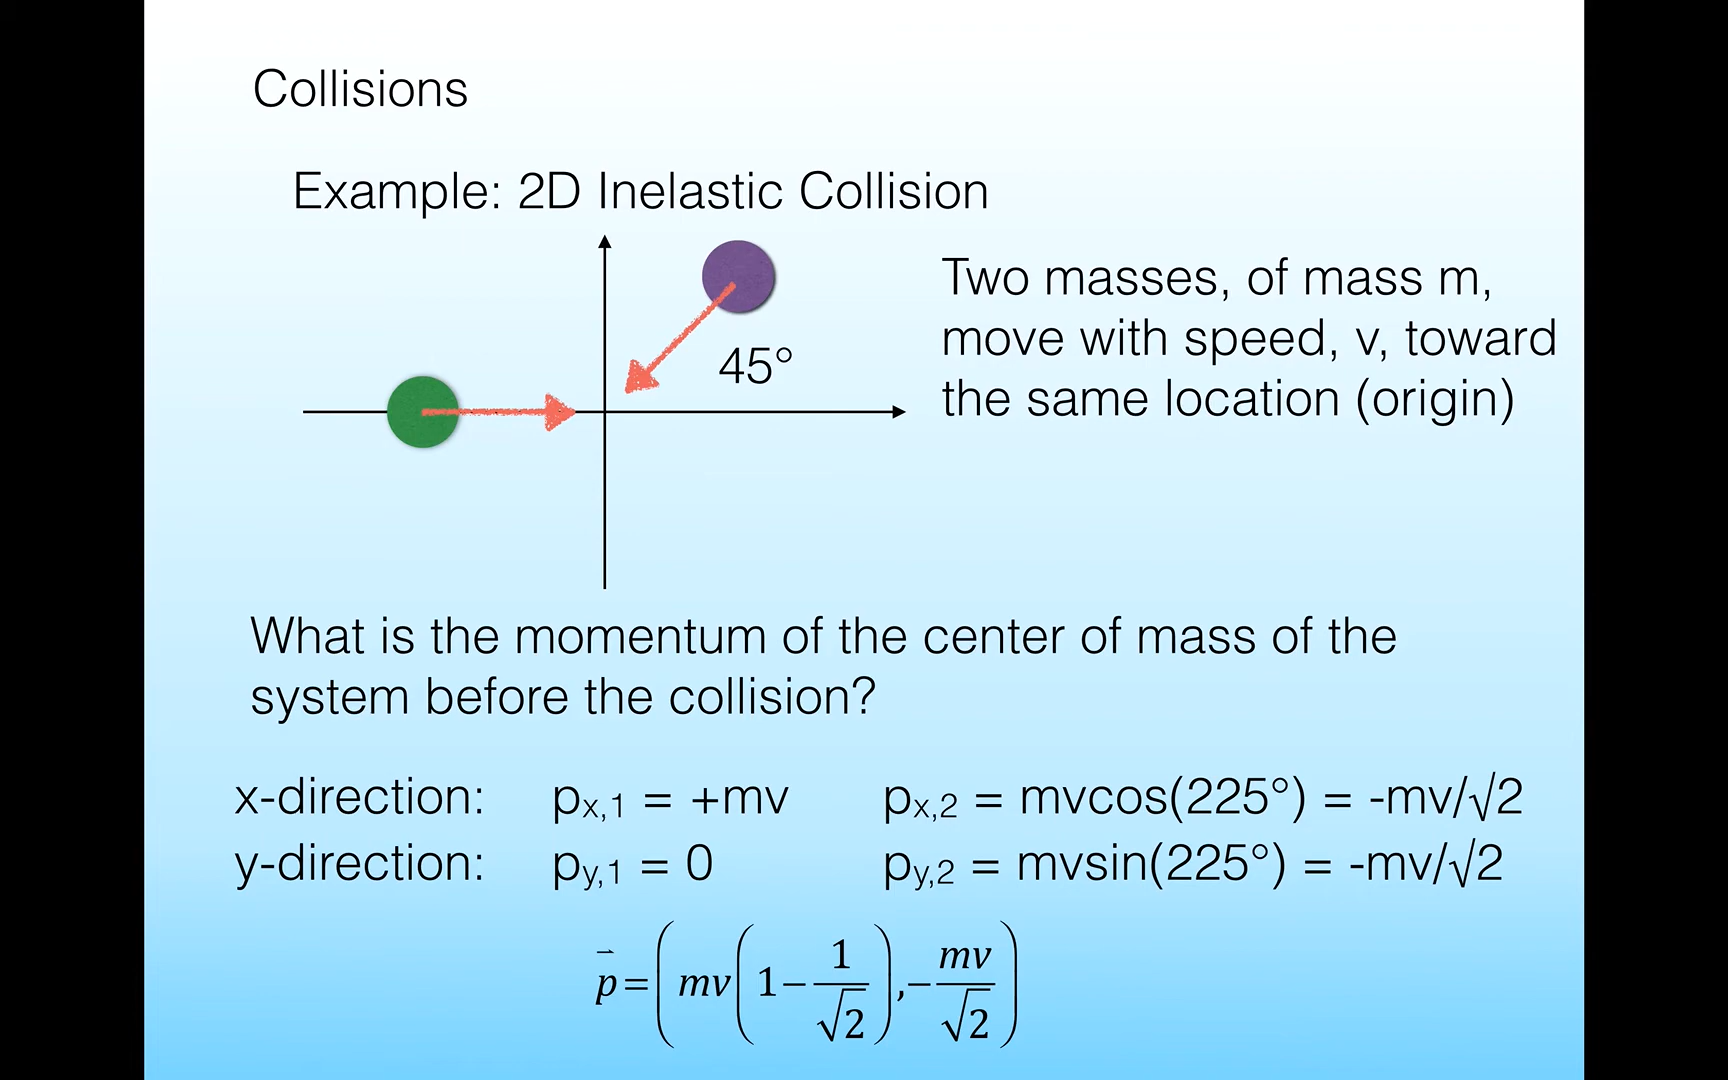 Collisions
Example: 2D Inelastic Collision
45°
Two masses, of mass m,
move with speed, v, toward
the same location (origin)
What is the momentum of the center of mass of the
system before the collision?
x-direction: pₓ,₁ = +mv pₓ,₂ = mvcos(225°) = -mv/√2
y-direction: p_y,1 = 0 p_y,2 = mvsin(225°) = -mv/√2
\vec{p} = ( mv ( 1 - 1/√2 ), - mv/√2 )